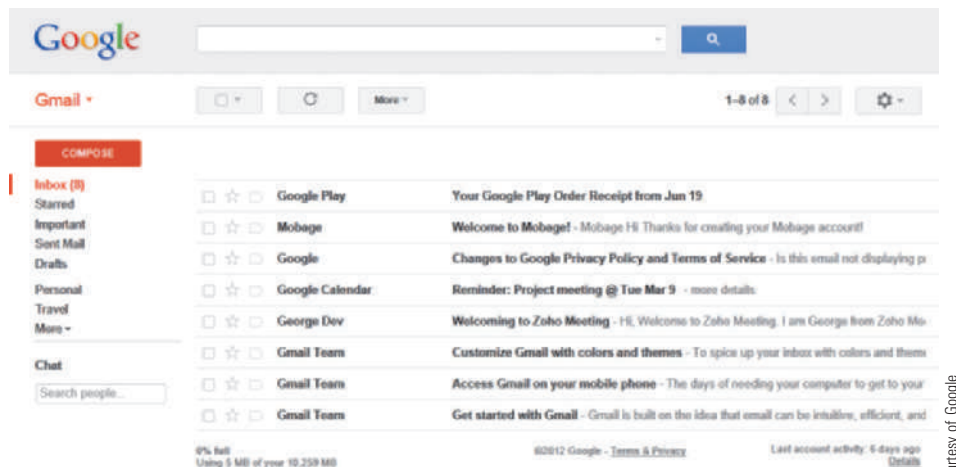 Google
Gmail
More
1–8 of 8
COMPOSE
Inbox (8)
Starred
Important
Sent Mail
Drafts
Personal
Travel
More
Chat
Search people...
Google Play Your Google Play Order Receipt from Jun 19
Mobage Welcome to Mobage! - Mobage Hi Thanks for creating your Mobage account!
Google Changes to Google Privacy Policy and Terms of Service - Is this email not displaying p
Google Calendar Reminder: Project meeting @ Tue Mar 9 - more details
George Dev Welcoming to Zoho Meeting - Hi, Welcome to Zoho Meeting. I am George from Zoho Me
Gmail Team Customize Gmail with colors and themes - To spice up your inbox with colors and theme
Gmail Team Access Gmail on your mobile phone - The days of needing your computer to get to your
Gmail Team Get started with Gmail - Gmail is built on the idea that email can be intuitive, efficient, and
0% full
Using 5 MB of your 10,259 MB
©2012 Google - Terms & Privacy
Last account activity: 6 days ago
Details
rtesy of Google